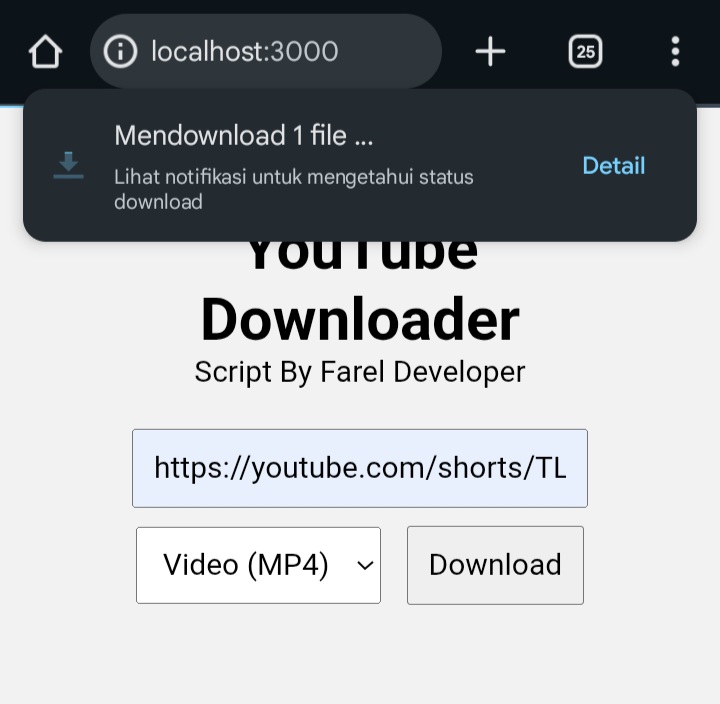 localhost:3000
25
Mendownload 1 file ...
Lihat notifikasi untuk mengetahui status
download
Detail
YouTube
Downloader
Script By Farel Developer
https://youtube.com/shorts/TL
Video (MP4)
Download